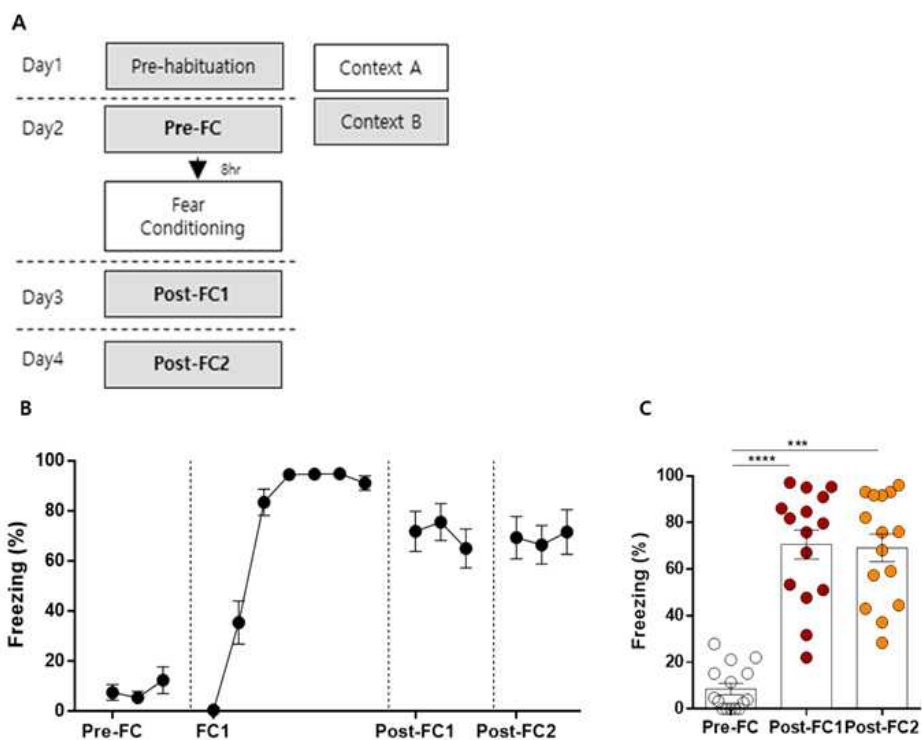 A
Day1
Pre-habituation
Context A
Day2
Pre-FC
Context B
8hr
Fear
Conditioning
Day3
Post-FC1
Day4
Post-FC2
B
C
Freezing (%)
100
80
60
40
20
0
Pre-FC
FC1
Post-FC1
Post-FC2
***
****
Freezing (%)
100
80
60
40
20
0
Pre-FC
Post-FC1
Post-FC2